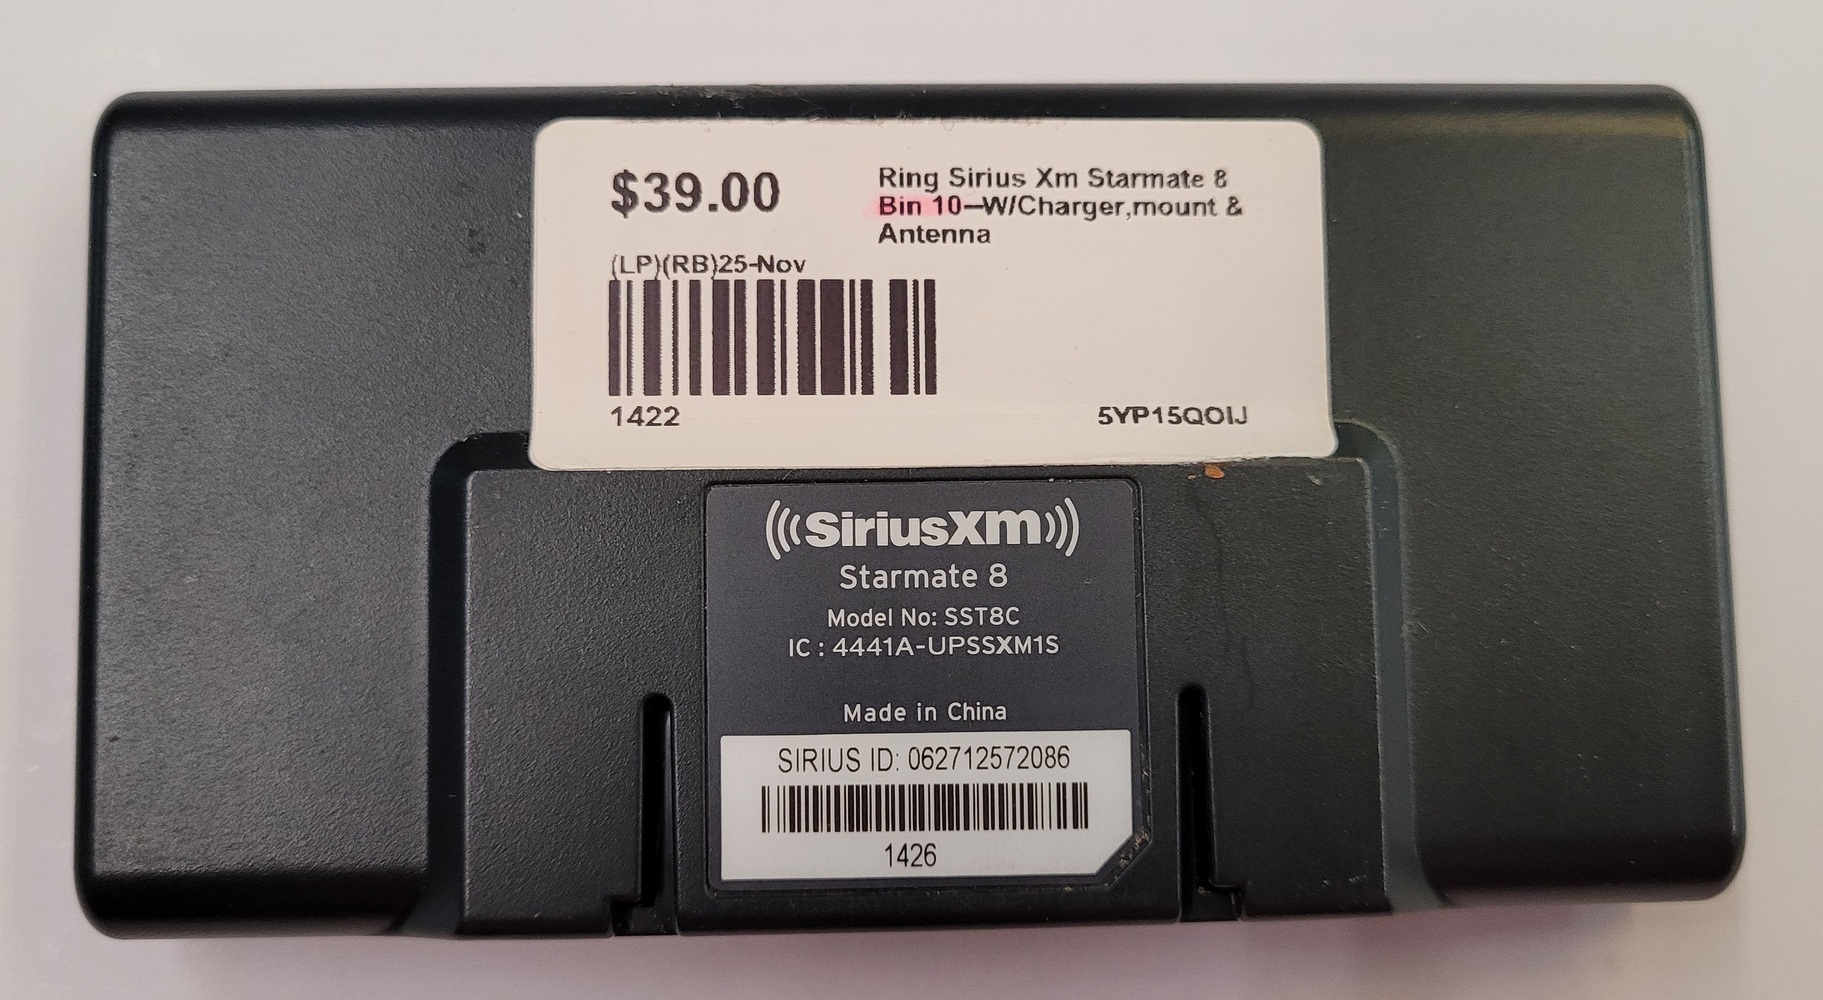 $39.00
Ring Sirius Xm Starmate 8
Bin 10-W/Charger,mount &
Antenna
(LP)(RB)25-Nov
1422
5YP15QOIJ
(((SiriusXm)))
Starmate 8
Model No: SST8C
IC : 4441A-UPSSXM1S
Made in China
SIRIUS ID: 062712572086
1426